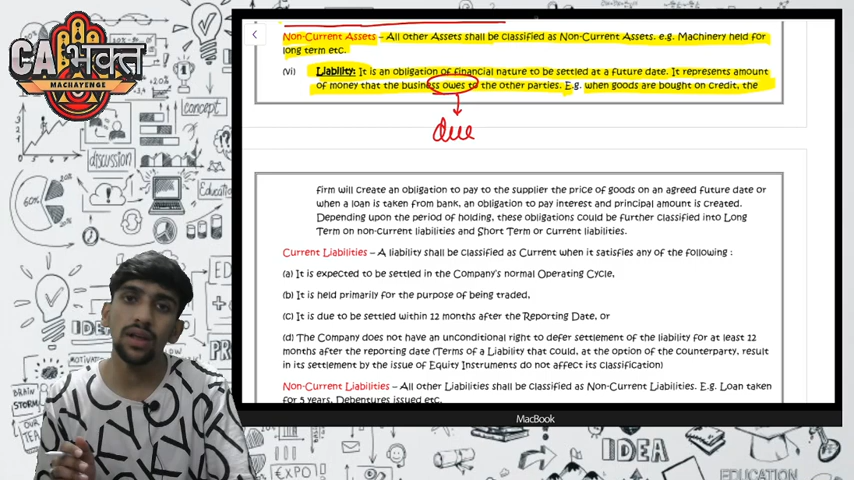 CA भक्त
MACHAYENGE
Non-Current Assets – All other Assets shall be classified as Non-Current Assets. e.g. Machinery held for
long term etc.
(vi) Liability: It is an obligation of financial nature to be settled at a future date. It represents amount
of money that the business owes to the other parties. E.g. when goods are bought on credit, the
due
firm will create an obligation to pay to the supplier the price of goods on an agreed future date or
when a loan is taken from bank, an obligation to pay interest and principal amount is created.
Depending upon the period of holding, these obligations could be further classified into Long
Term on non-current liabilities and Short Term or current liabilities.
Current Liabilities – A liability shall be classified as Current when it satisfies any of the following :
(a) It is expected to be settled in the Company's normal Operating Cycle,
(b) It is held primarily for the purpose of being traded,
(c) It is due to be settled within 12 months after the Reporting Date, or
(d) The Company does not have an unconditional right to defer settlement of the liability for at least 12
months after the reporting date (Terms of a Liability that could, at the option of the counterparty, result
in its settlement by the issue of Equity Instruments do not affect its classification)
Non-Current Liabilities – All other Liabilities shall be classified as Non-Current Liabilities. E.g. Loan taken
for 5 years, Debentures issued etc.
MacBook
concept
discussion
60%
20%
20%
Education
IDEA
MOTIVATIO
BRAIN
STORM
OUR
TEA
TOKYO
€XPO
IDEA
EDUCATION